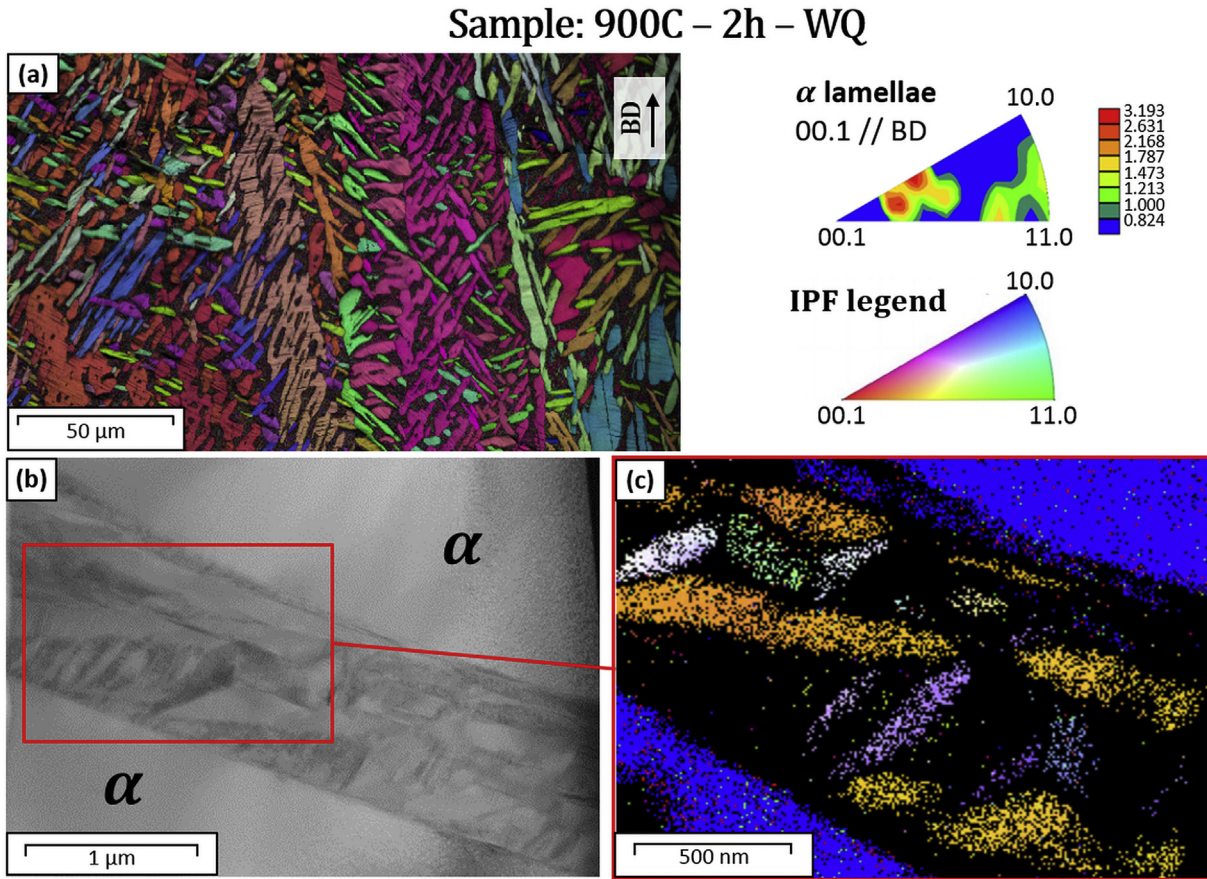 Sample: 900C – 2h – WQ
(a)
BD
50 µm
α lamellae
00.1 // BD
10.0
00.1
11.0
3.193
2.631
2.168
1.787
1.473
1.213
1.000
0.824
IPF legend
10.0
00.1
11.0
(b)
α
α
1 µm
(c)
500 nm